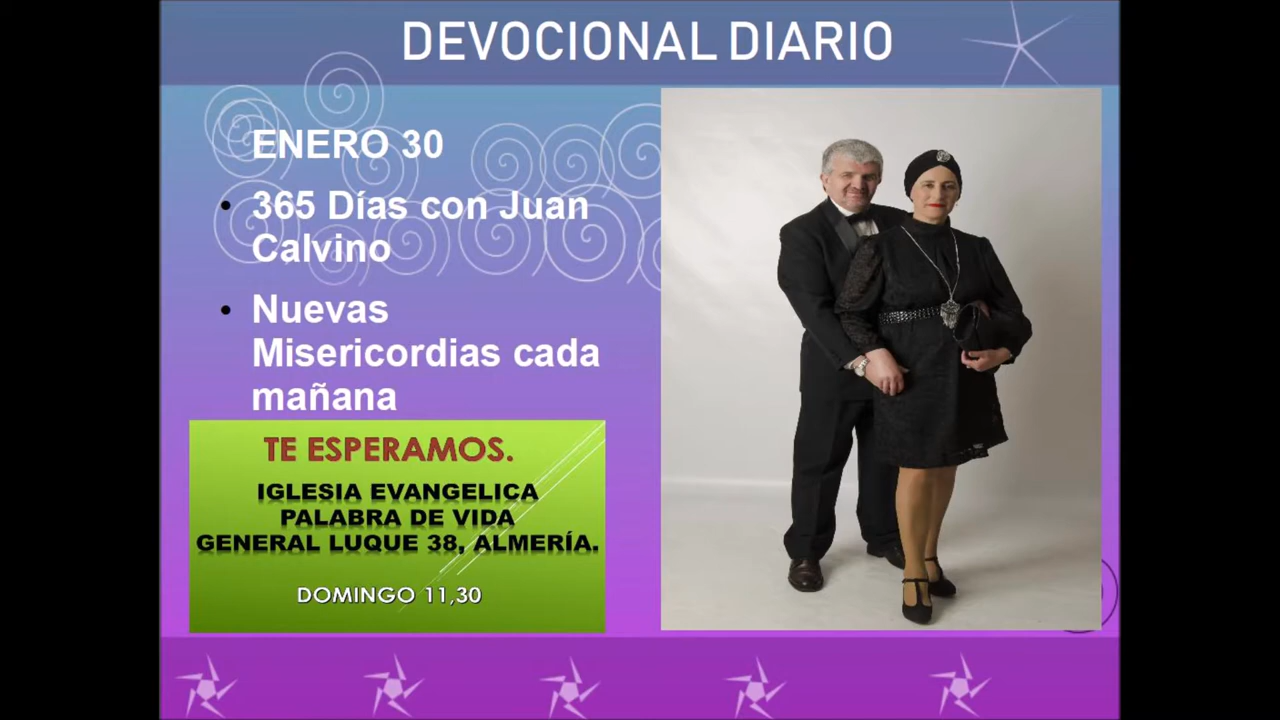 DEVOCIONAL DIARIO
ENERO 30
• 365 Días con Juan
Calvino
• Nuevas
Misericordias cada
mañana
TE ESPERAMOS.
IGLESIA EVANGELICA
PALABRA DE VIDA
GENERAL LUQUE 38, ALMERÍA.
DOMINGO 11,30